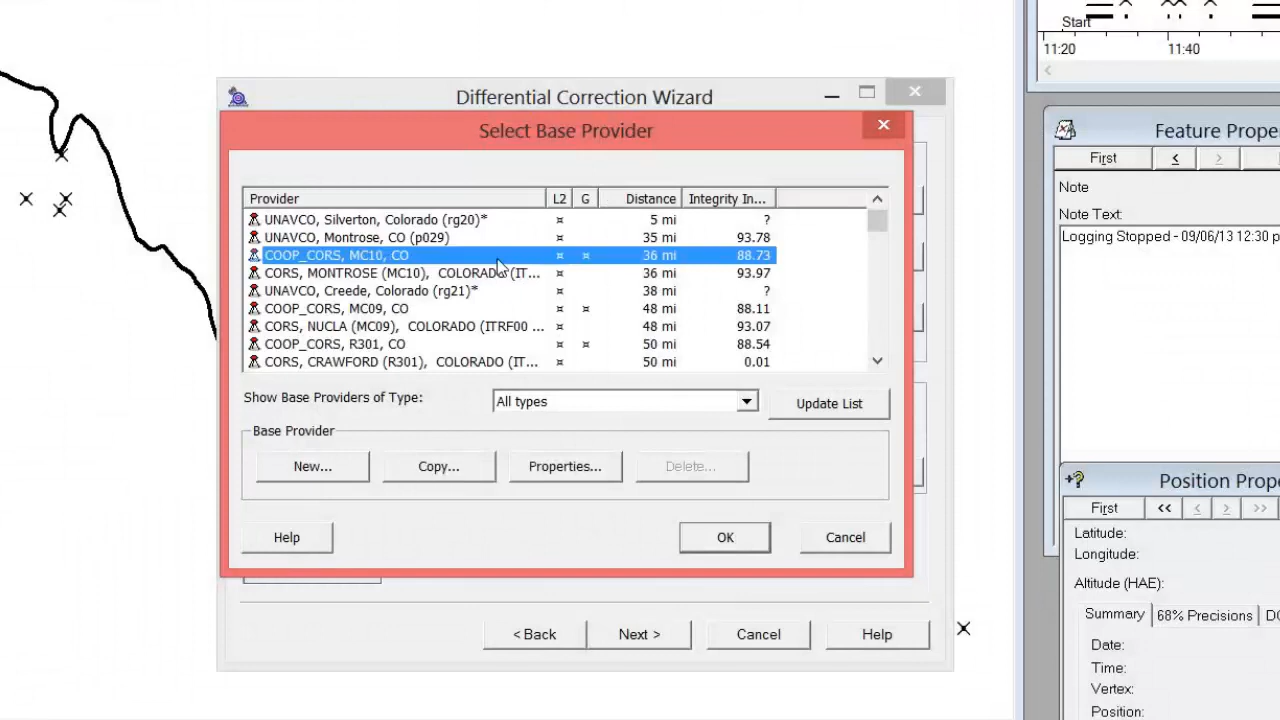 Start
11:20 11:40
Differential Correction Wizard
Select Base Provider
Provider L2 G Distance Integrity In...
UNAVCO, Silverton, Colorado (rg20)* ¤ 5 mi ?
UNAVCO, Montrose, CO (p029) ¤ 35 mi 93.78
COOP_CORS, MC10, CO ¤ ¤ 36 mi 88.73
CORS, MONTROSE (MC10), COLORADO (IT... ¤ 36 mi 93.97
UNAVCO, Creede, Colorado (rg21)* ¤ 38 mi ?
COOP_CORS, MC09, CO ¤ ¤ 48 mi 88.11
CORS, NUCLA (MC09), COLORADO (ITRF00 ... ¤ 48 mi 93.07
COOP_CORS, R301, CO ¤ ¤ 50 mi 88.54
CORS, CRAWFORD (R301), COLORADO (IT... ¤ 50 mi 0.01
Show Base Providers of Type: All types Update List
Base Provider
New... Copy... Properties... Delete...
Help OK Cancel
< Back Next > Cancel Help
Feature Prope
First < >
Note
Note Text:
Logging Stopped - 09/06/13 12:30 p
Position Prop
First << < > >>
Latitude:
Longitude:
Altitude (HAE):
Summary 68% Precisions DO
Date:
Time:
Vertex:
Position: